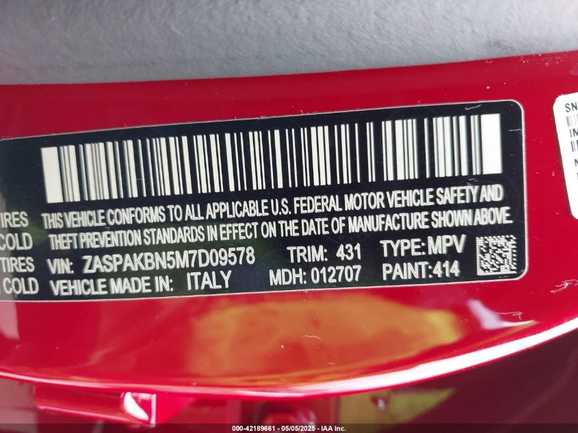 THIS VEHICLE CONFORMS TO ALL APPLICABLE U.S. FEDERAL MOTOR VEHICLE SAFETY AND
THEFT PREVENTION STANDARDS IN EFFECT ON THE DATE OF MANUFACTURE SHOWN ABOVE.
VIN: ZASPAKBN5M7D09578 TRIM: 431 TYPE:MPV
VEHICLE MADE IN: ITALY MDH: 012707 PAINT:414
IRES
COLD
TIRES
COLD
SN
000-42189661 - 05/05/2025 - IAA Inc.